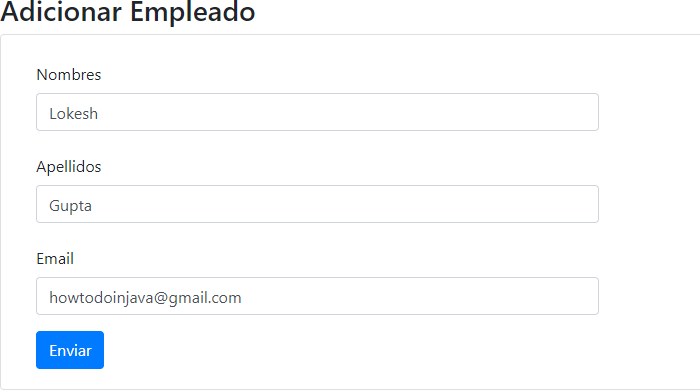 Adicionar Empleado
Nombres
Lokesh
Apellidos
Gupta
Email
howtodoinjava@gmail.com
Enviar